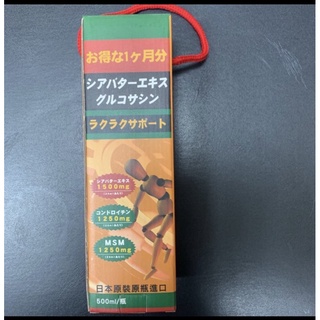 お得な1ヶ月分
シアバターエキス
グルコサシン
ラクラクサポート
シアバターエキス
1500mg
コンドロイチン
1250mg
MSM
1250mg
日本原裝原瓶進口
500ml/瓶